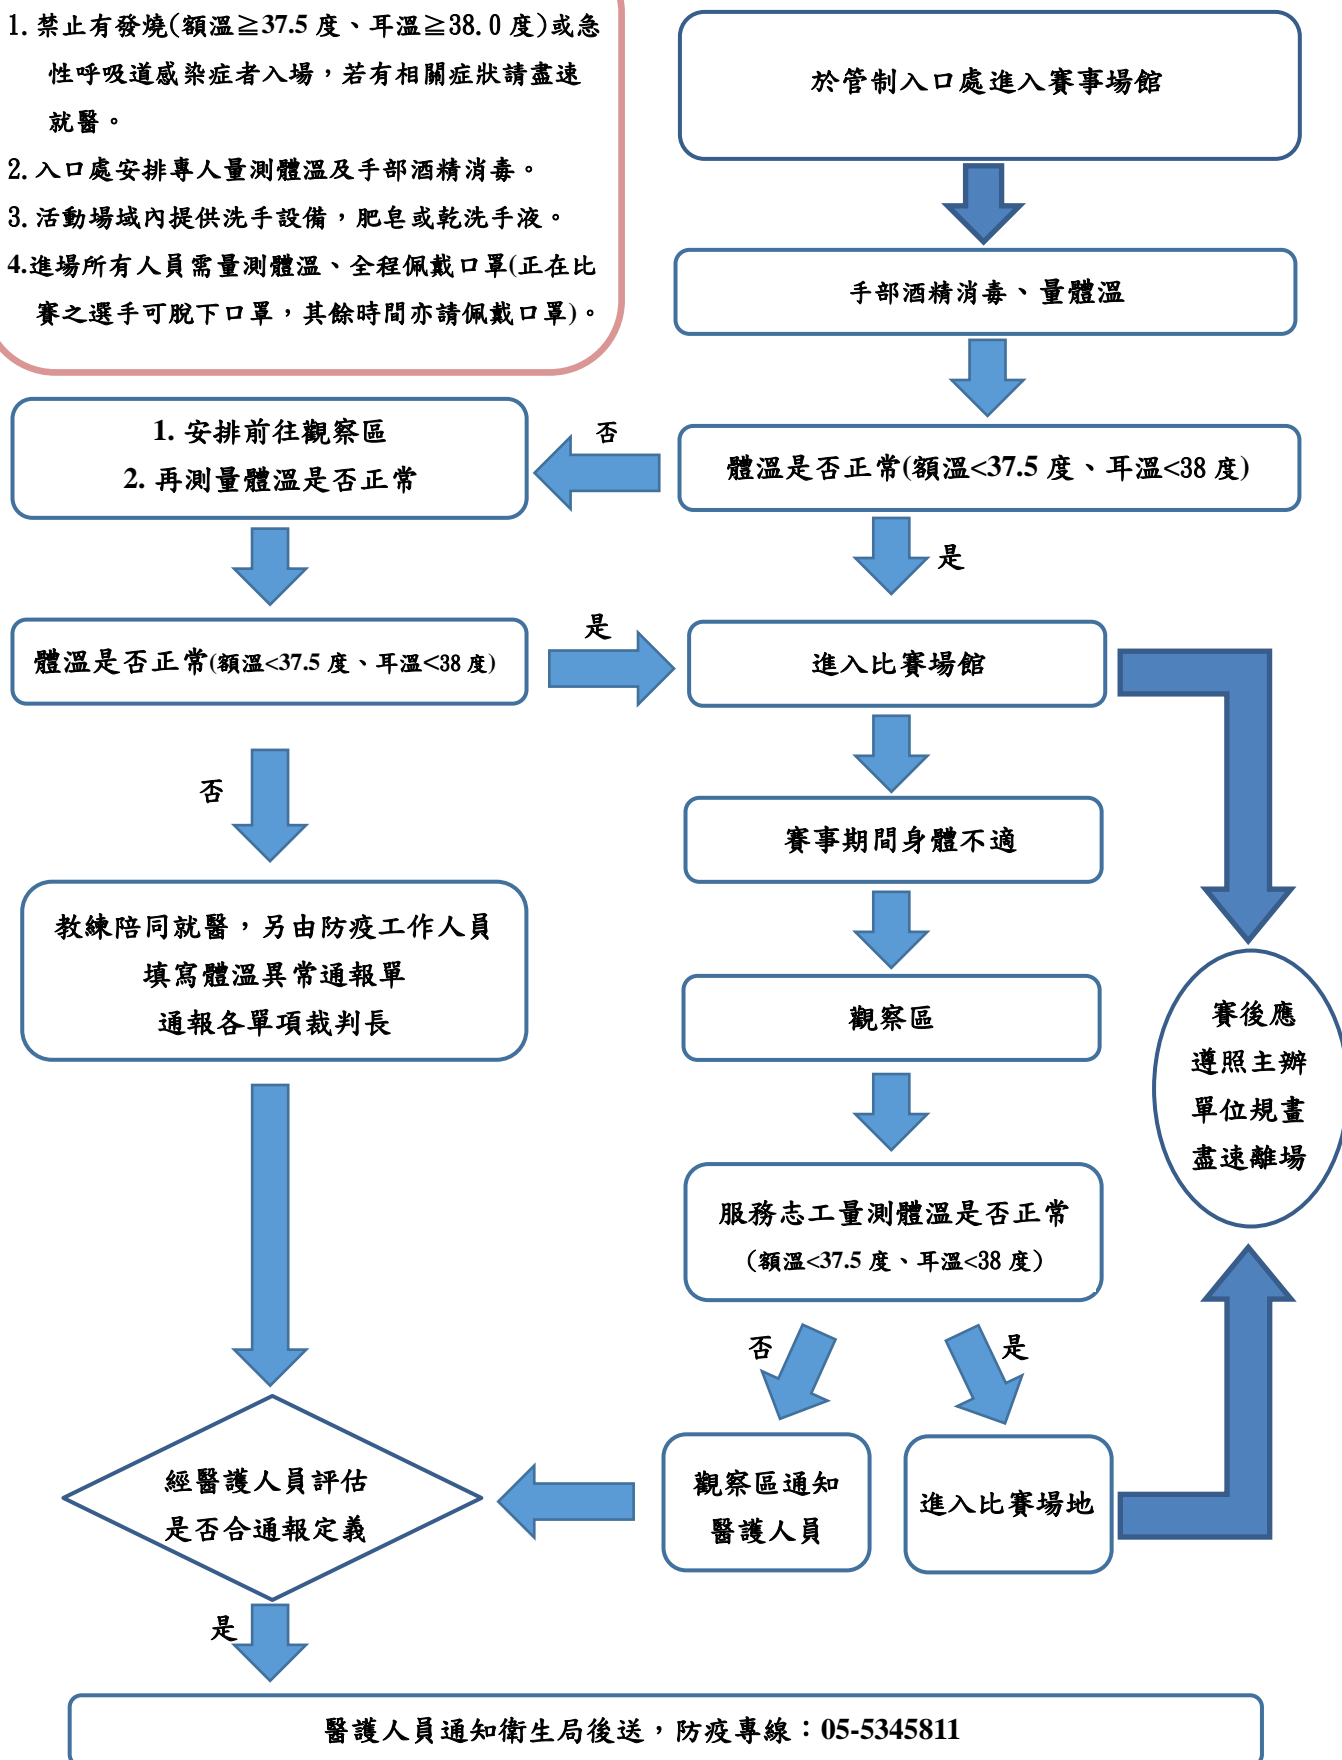 1. 禁止有發燒(額溫≧37.5 度、耳溫≧38.0 度)或急
性呼吸道感染症者入場，若有相關症狀請盡速
就醫。
2. 入口處安排專人量測體溫及手部酒精消毒。
3. 活動場域內提供洗手設備，肥皂或乾洗手液。
4.進場所有人員需量測體溫、全程佩戴口罩(正在比
賽之選手可脫下口罩，其餘時間亦請佩戴口罩)。
於管制入口處進入賽事場館
手部酒精消毒、量體溫
體溫是否正常(額溫<37.5 度、耳溫<38 度)
否
1. 安排前往觀察區
2. 再測量體溫是否正常
是
體溫是否正常(額溫<37.5 度、耳溫<38 度)
是
進入比賽場館
否
賽事期間身體不適
教練陪同就醫，另由防疫工作人員
填寫體溫異常通報單
通報各單項裁判長
觀察區
賽後應
遵照主辦
單位規畫
盡速離場
服務志工量測體溫是否正常
（額溫<37.5 度、耳溫<38 度）
否
是
經醫護人員評估
是否合通報定義
觀察區通知
醫護人員
進入比賽場地
是
醫護人員通知衛生局後送，防疫專線：05-5345811